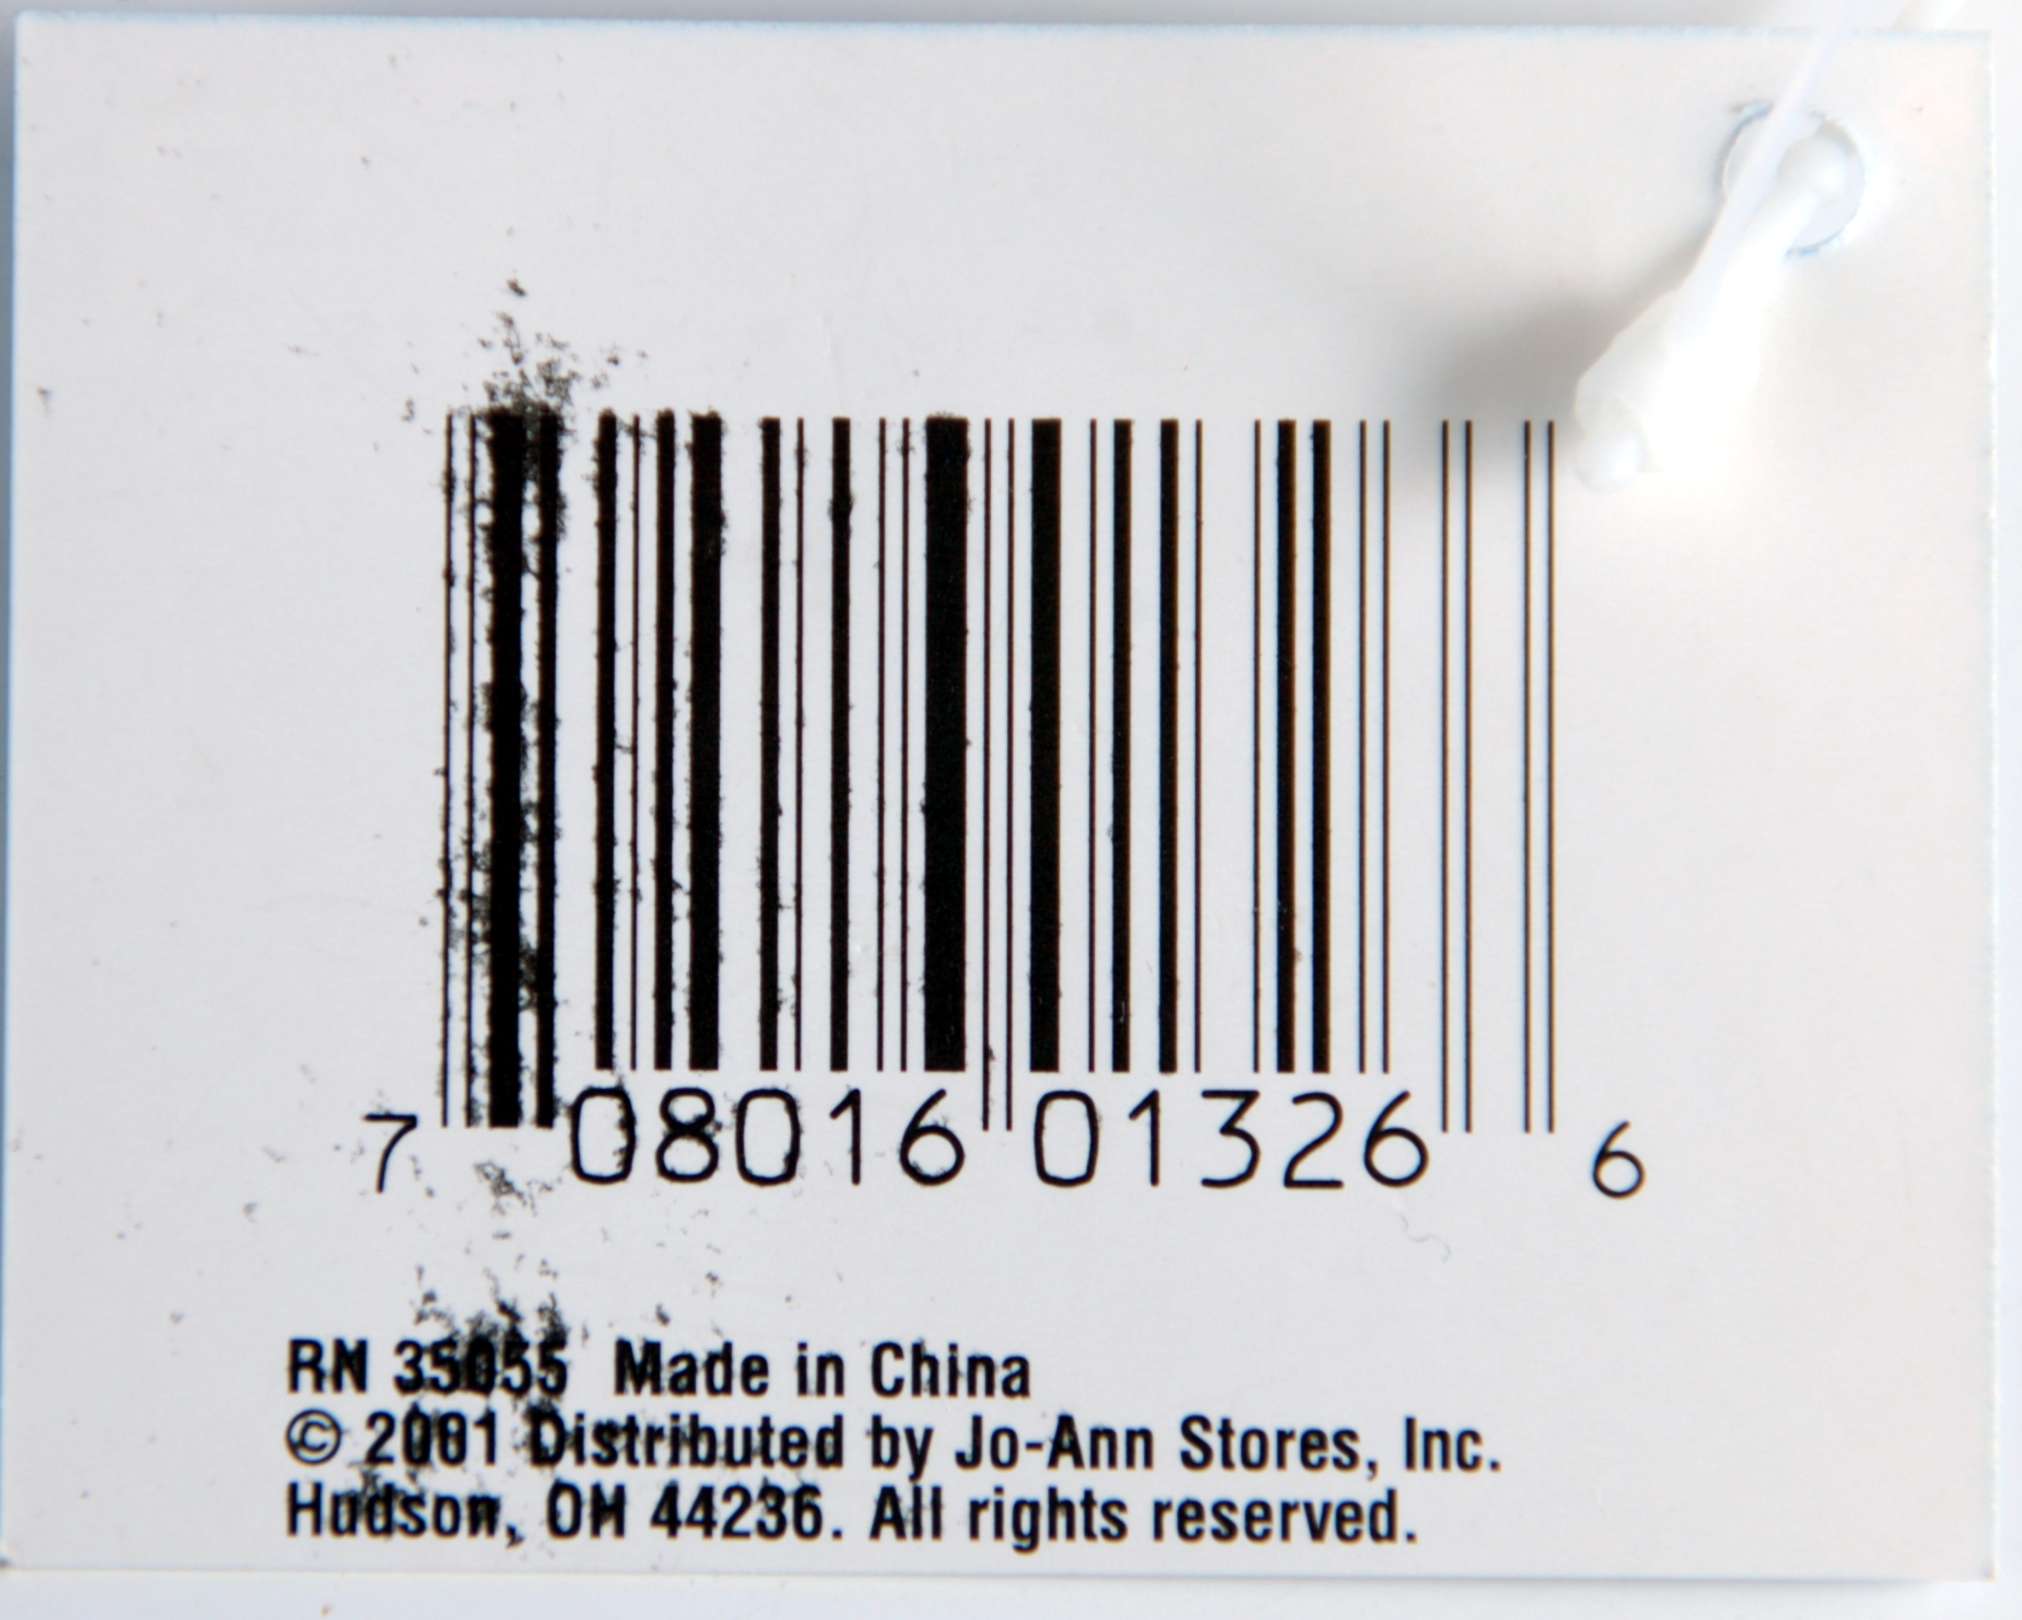 7 08016 01326 6
RN 35055 Made in China
© 2001 Distributed by Jo-Ann Stores, Inc.
Hudson, OH 44236. All rights reserved.